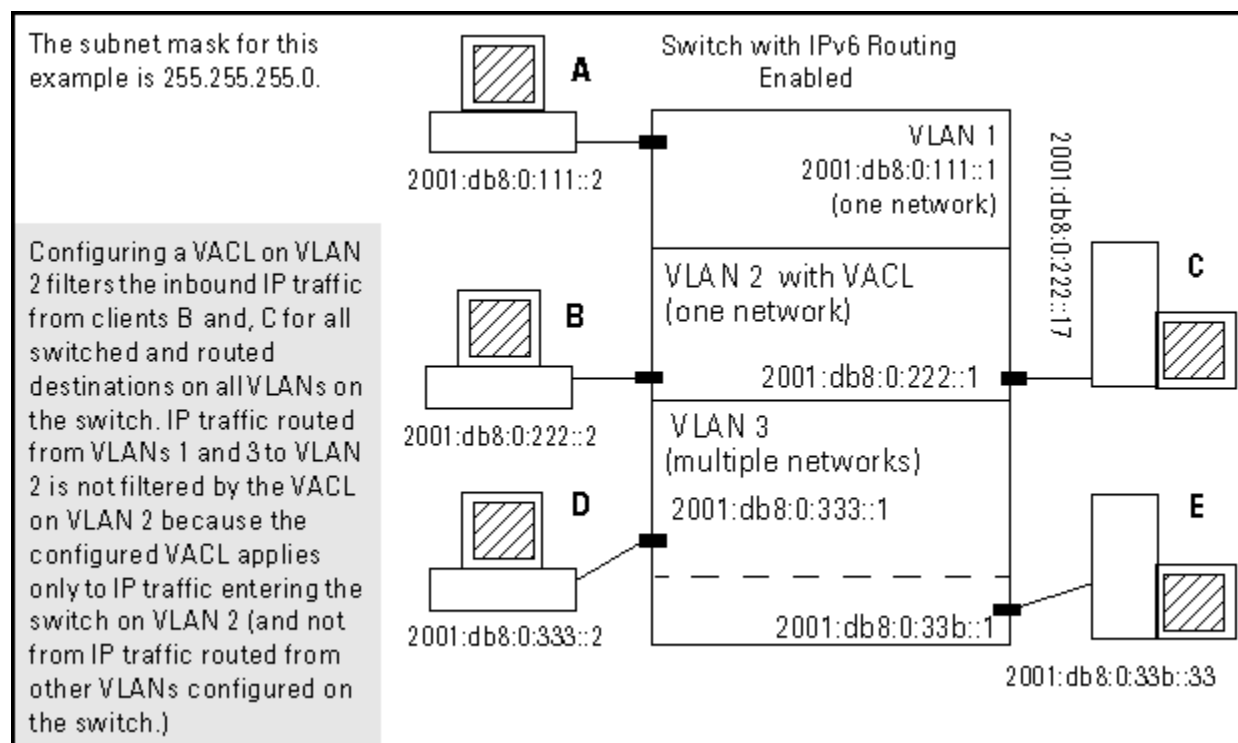 The subnet mask for this
example is 255.255.255.0.
Configuring a VACL on VLAN
2 filters the inbound IP traffic
from clients B and, C for all
switched and routed
destinations on all VLANs on
the switch. IP traffic routed
from VLANs 1 and 3 to VLAN
2 is not filtered by the VACL
on VLAN 2 because the
configured VACL applies
only to IP traffic entering the
switch on VLAN 2 (and not
from IP traffic routed from
other VLANs configured on
the switch.)
A
2001:db8:0:111::2
B
2001:db8:0:222::2
D
2001:db8:0:333::2
Switch with IPv6 Routing
Enabled
VLAN 1
2001:db8:0:111::1
(one network)
VLAN 2 with VACL
(one network)
2001:db8:0:222::1
VLAN 3
(multiple networks)
2001:db8:0:333::1
2001:db8:0:33b::1
2001:db8:0:222::17
C
E
2001:db8:0:33b::33